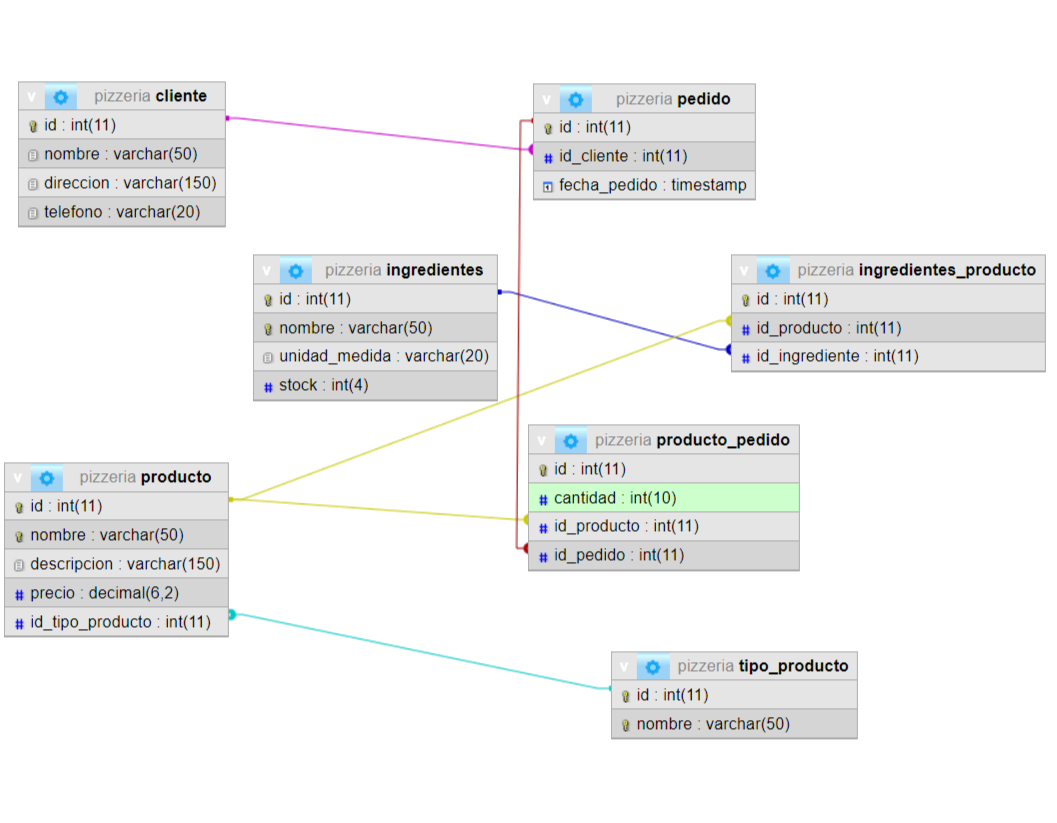 pizzeria cliente
id : int(11)
nombre : varchar(50)
direccion : varchar(150)
telefono : varchar(20)
pizzeria pedido
id : int(11)
id_cliente : int(11)
fecha_pedido : timestamp
pizzeria ingredientes
id : int(11)
nombre : varchar(50)
unidad_medida : varchar(20)
stock : int(4)
pizzeria ingredientes_producto
id : int(11)
id_producto : int(11)
id_ingrediente : int(11)
pizzeria producto_pedido
id : int(11)
cantidad : int(10)
id_producto : int(11)
id_pedido : int(11)
pizzeria producto
id : int(11)
nombre : varchar(50)
descripcion : varchar(150)
precio : decimal(6,2)
id_tipo_producto : int(11)
pizzeria tipo_producto
id : int(11)
nombre : varchar(50)